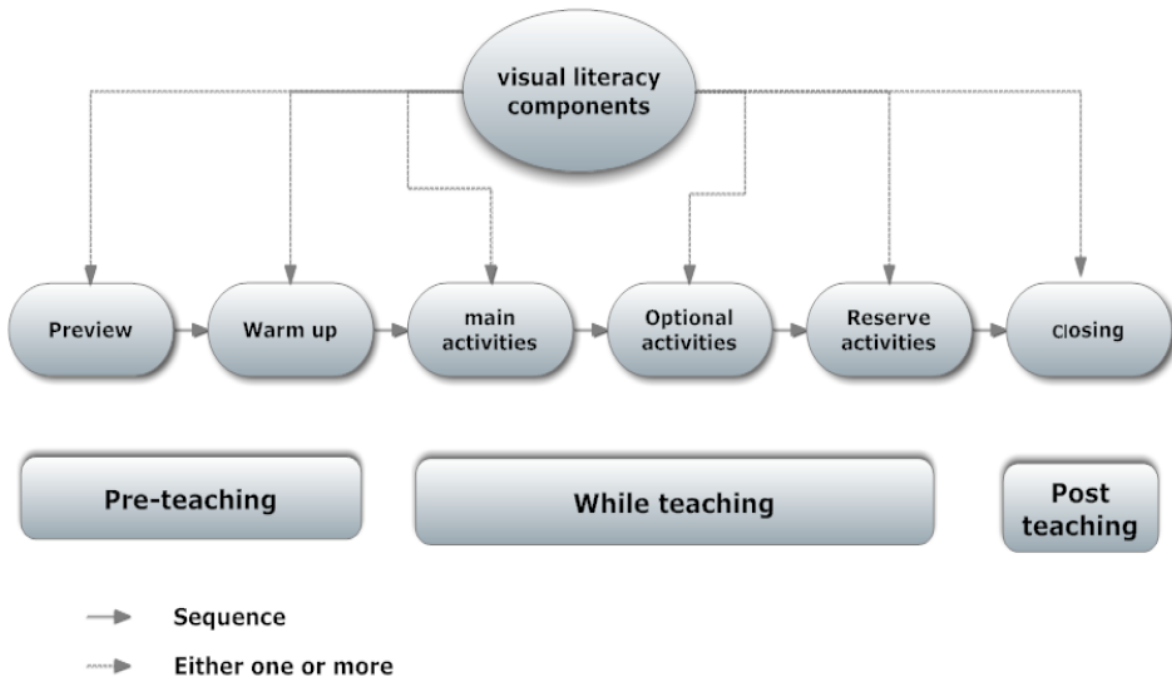 visual literacy
components
Preview
Warm up
main
activities
Optional
activities
Reserve
activities
Closing
Pre-teaching
While teaching
Post
teaching
Sequence
Either one or more